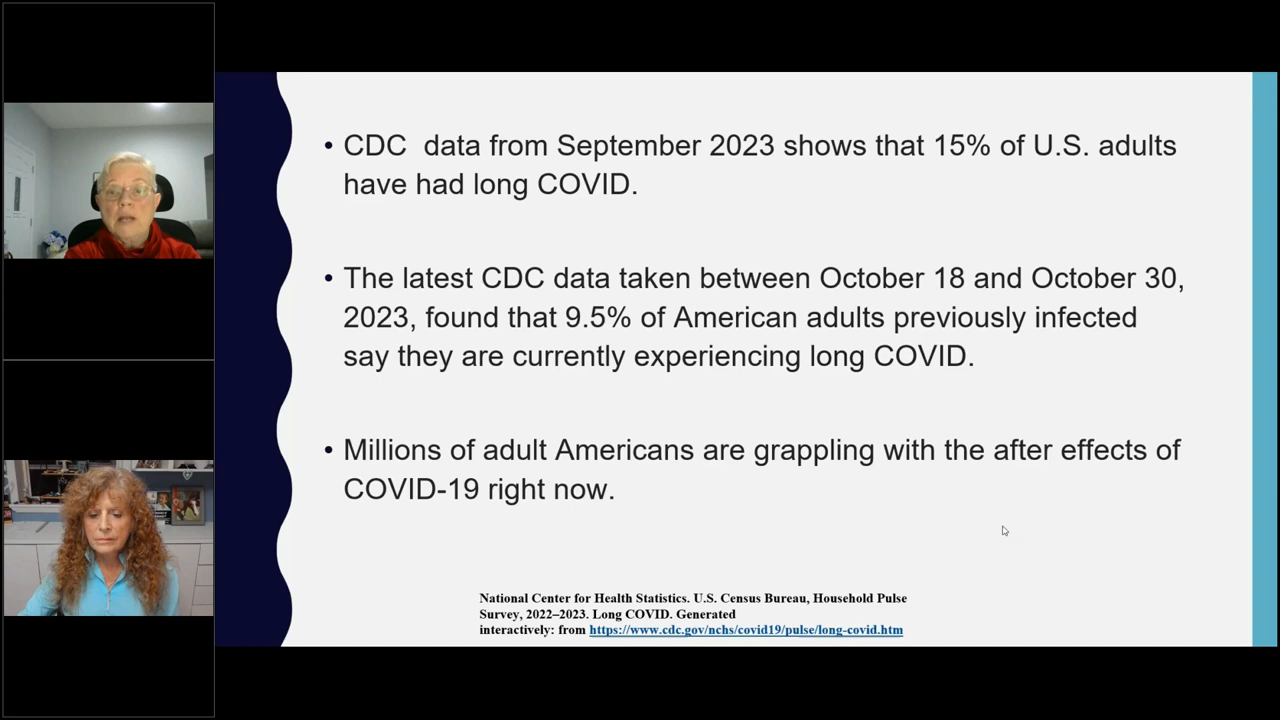 • CDC  data from September 2023 shows that 15% of U.S. adults
have had long COVID.
• The latest CDC data taken between October 18 and October 30,
2023, found that 9.5% of American adults previously infected
say they are currently experiencing long COVID.
• Millions of adult Americans are grappling with the after effects of
COVID-19 right now.
National Center for Health Statistics. U.S. Census Bureau, Household Pulse
Survey, 2022–2023. Long COVID. Generated
interactively: from https://www.cdc.gov/nchs/covid19/pulse/long-covid.htm